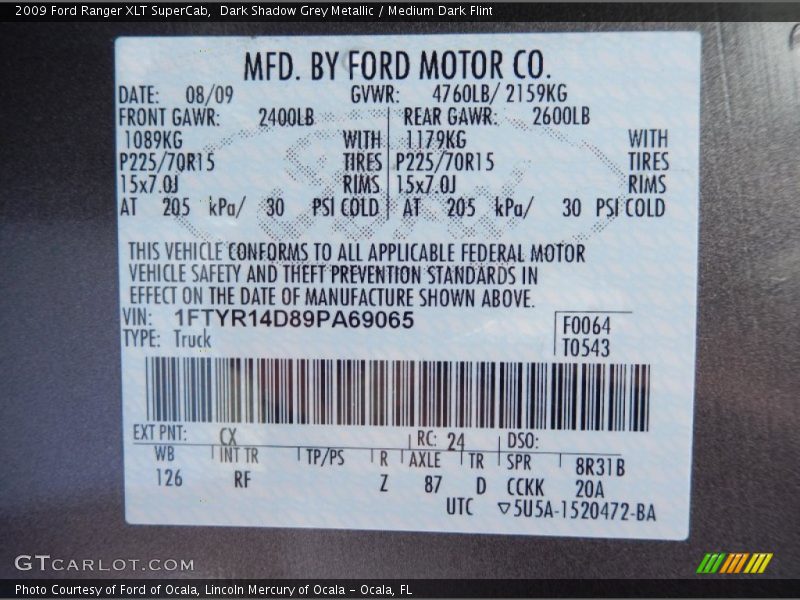 2009 Ford Ranger XLT SuperCab,  Dark Shadow Grey Metallic / Medium Dark Flint
MFD. BY FORD MOTOR CO.
DATE: 08/09 GVWR: 4760LB/ 2159KG
FRONT GAWR: 2400LB REAR GAWR: 2600LB
1089KG WITH 1179KG WITH
P225/70R15 TIRES P225/70R15 TIRES
15x7.0J RIMS 15x7.0J RIMS
AT 205 kPa/ 30 PSI COLD AT 205 kPa/ 30 PSI COLD
THIS VEHICLE CONFORMS TO ALL APPLICABLE FEDERAL MOTOR
VEHICLE SAFETY AND THEFT PREVENTION STANDARDS IN
EFFECT ON THE DATE OF MANUFACTURE SHOWN ABOVE.
VIN: 1FTYR14D89PA69065 F0064
TYPE: Truck T0543
EXT PNT: CX RC: 24 DSO:
WB INT TR TP/PS R AXLE TR SPR 8R31B
126 RF Z 87 D CCKK 20A
UTC ▽5U5A-1520472-BA
GTCARLOT.COM
Photo Courtesy of Ford of Ocala, Lincoln Mercury of Ocala - Ocala, FL